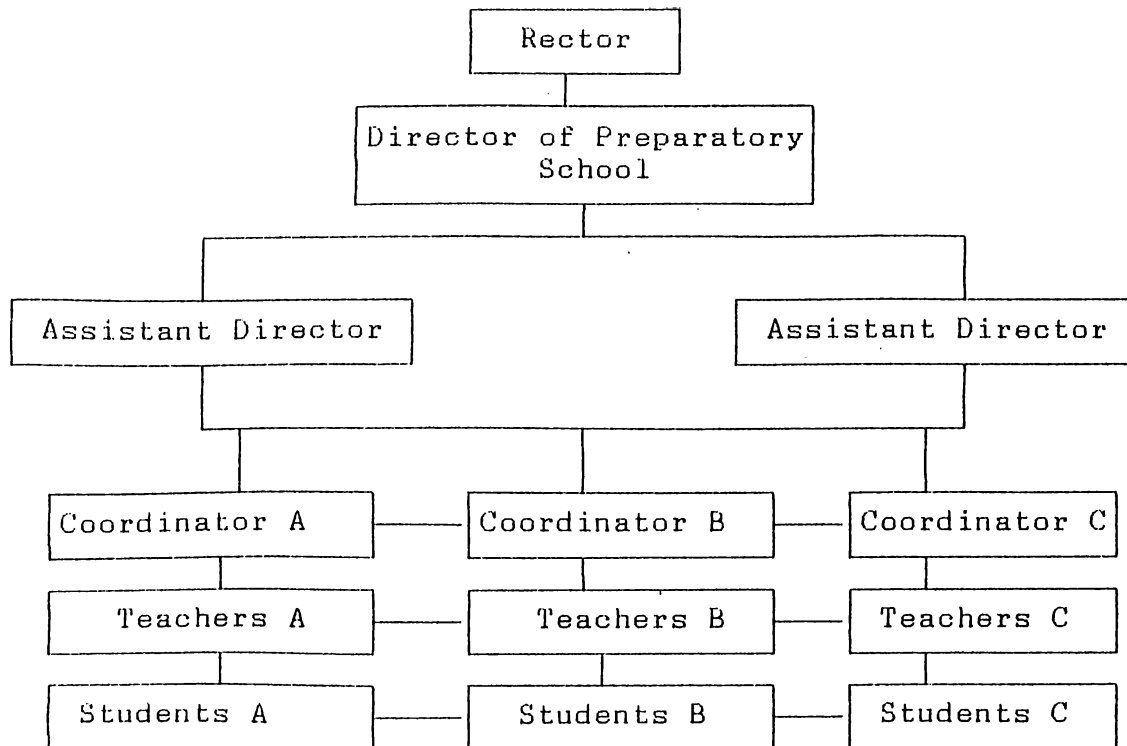 Rector
Director of Preparatory
School
Assistant Director
Assistant Director
Coordinator A
Coordinator B
Coordinator C
Teachers A
Teachers B
Teachers C
Students A
Students B
Students C